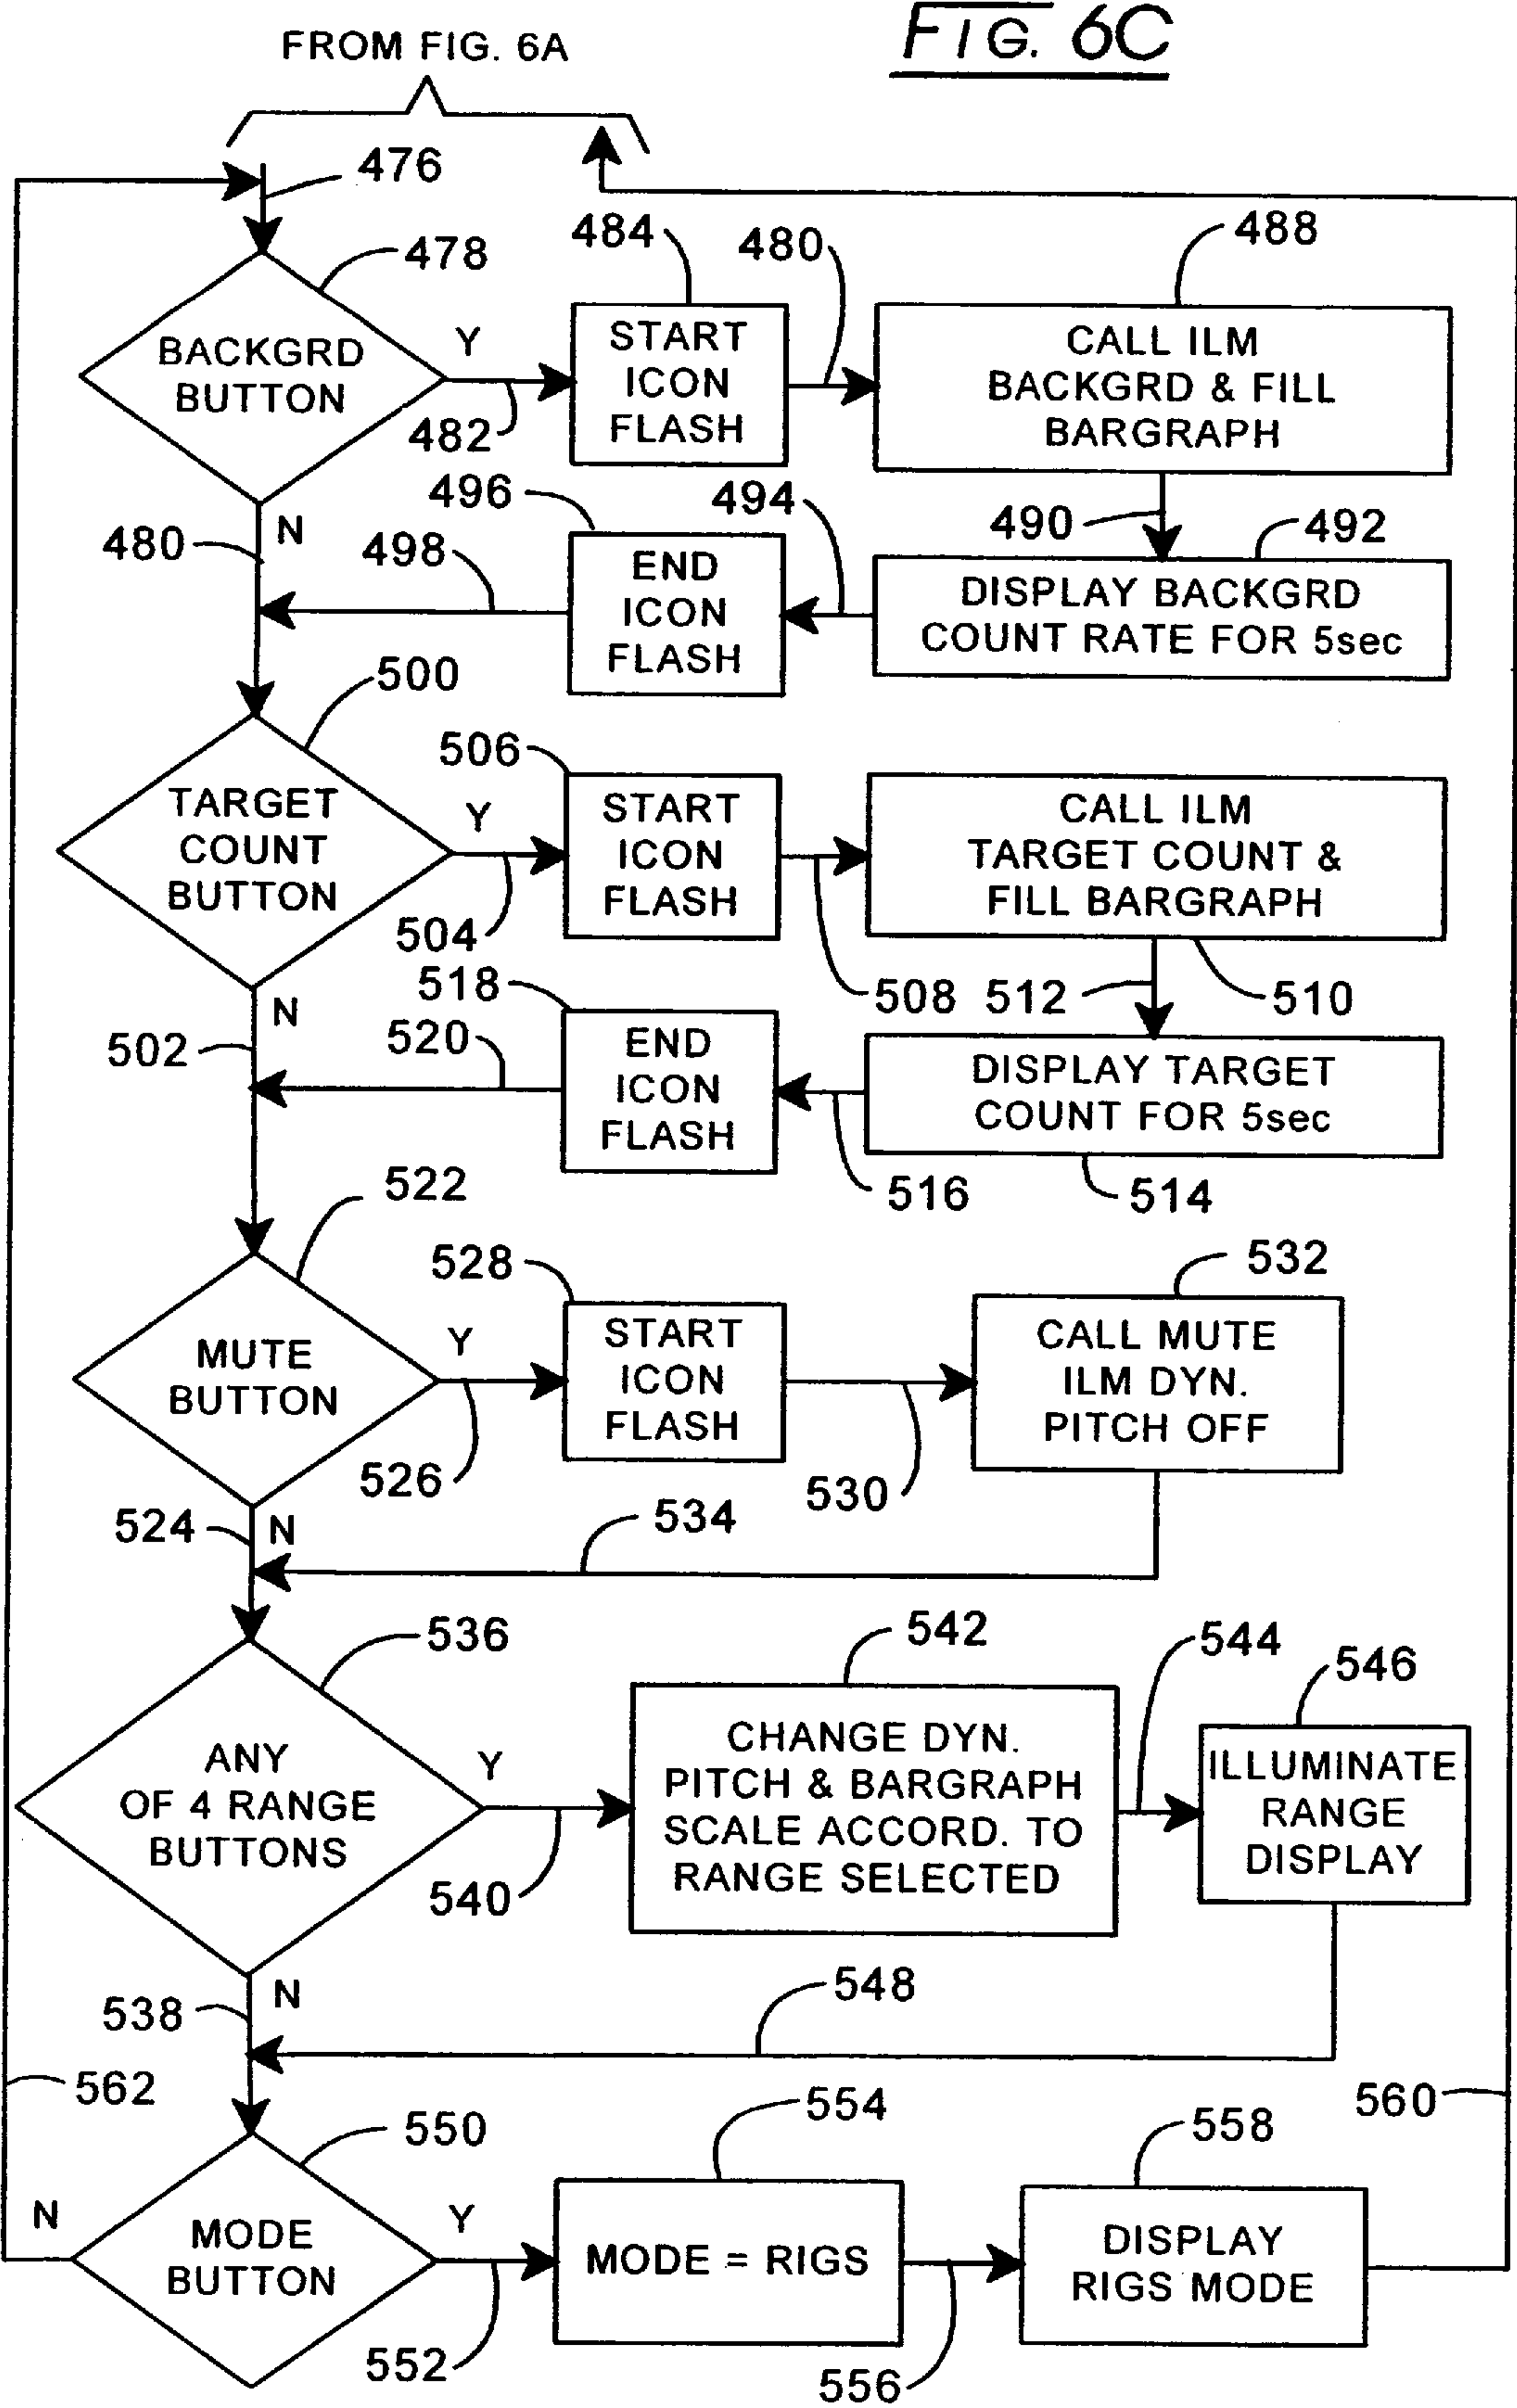 FIG. 6C
FROM FIG. 6A
476
478
484
480
488
BACKGRD
BUTTON
Y
482
START
ICON
FLASH
CALL ILM
BACKGRD & FILL
BARGRAPH
N
480
496
494
490
492
498
END
ICON
FLASH
DISPLAY BACKGRD
COUNT RATE FOR 5sec
500
506
TARGET
COUNT
BUTTON
Y
504
START
ICON
FLASH
CALL ILM
TARGET COUNT &
FILL BARGRAPH
508
512
510
N
502
518
520
END
ICON
FLASH
DISPLAY TARGET
COUNT FOR 5sec
516
514
522
528
532
MUTE
BUTTON
Y
526
START
ICON
FLASH
530
CALL MUTE
ILM DYN.
PITCH OFF
524
N
534
536
542
544
546
ANY
OF 4 RANGE
BUTTONS
Y
540
CHANGE DYN.
PITCH & BARGRAPH
SCALE ACCORD. TO
RANGE SELECTED
ILLUMINATE
RANGE
DISPLAY
N
538
548
562
560
550
554
558
N
MODE
BUTTON
Y
552
MODE = RIGS
556
DISPLAY
RIGS MODE